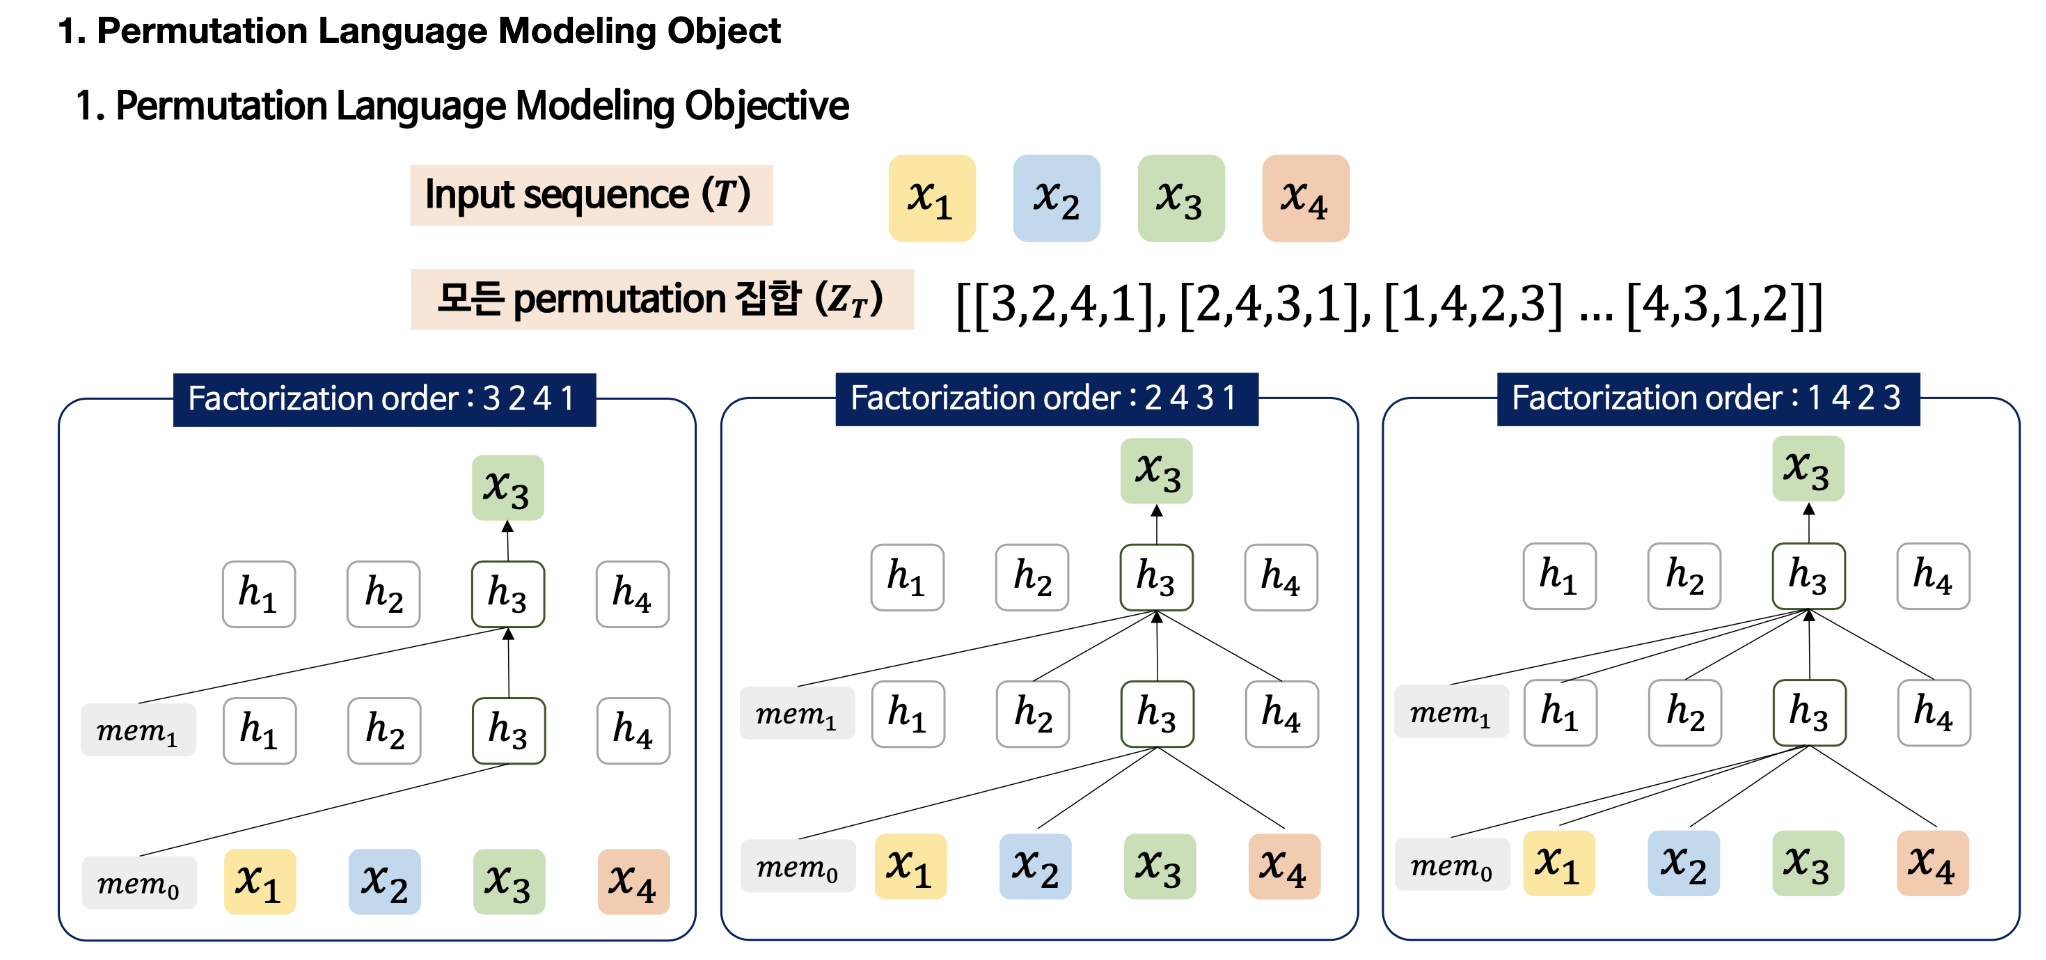 1. Permutation Language Modeling Object
1. Permutation Language Modeling Objective
Input sequence (T) x₁ x₂ x₃ x₄
모든 permutation 집합 (Z_T) [[3,2,4,1], [2,4,3,1], [1,4,2,3] ... [4,3,1,2]]
Factorization order : 3 2 4 1
x₃
h₁ h₂ h₃ h₄
mem₁ h₁ h₂ h₃ h₄
mem₀ x₁ x₂ x₃ x₄
Factorization order : 2 4 3 1
x₃
h₁ h₂ h₃ h₄
mem₁ h₁ h₂ h₃ h₄
mem₀ x₁ x₂ x₃ x₄
Factorization order : 1 4 2 3
x₃
h₁ h₂ h₃ h₄
mem₁ h₁ h₂ h₃ h₄
mem₀ x₁ x₂ x₃ x₄